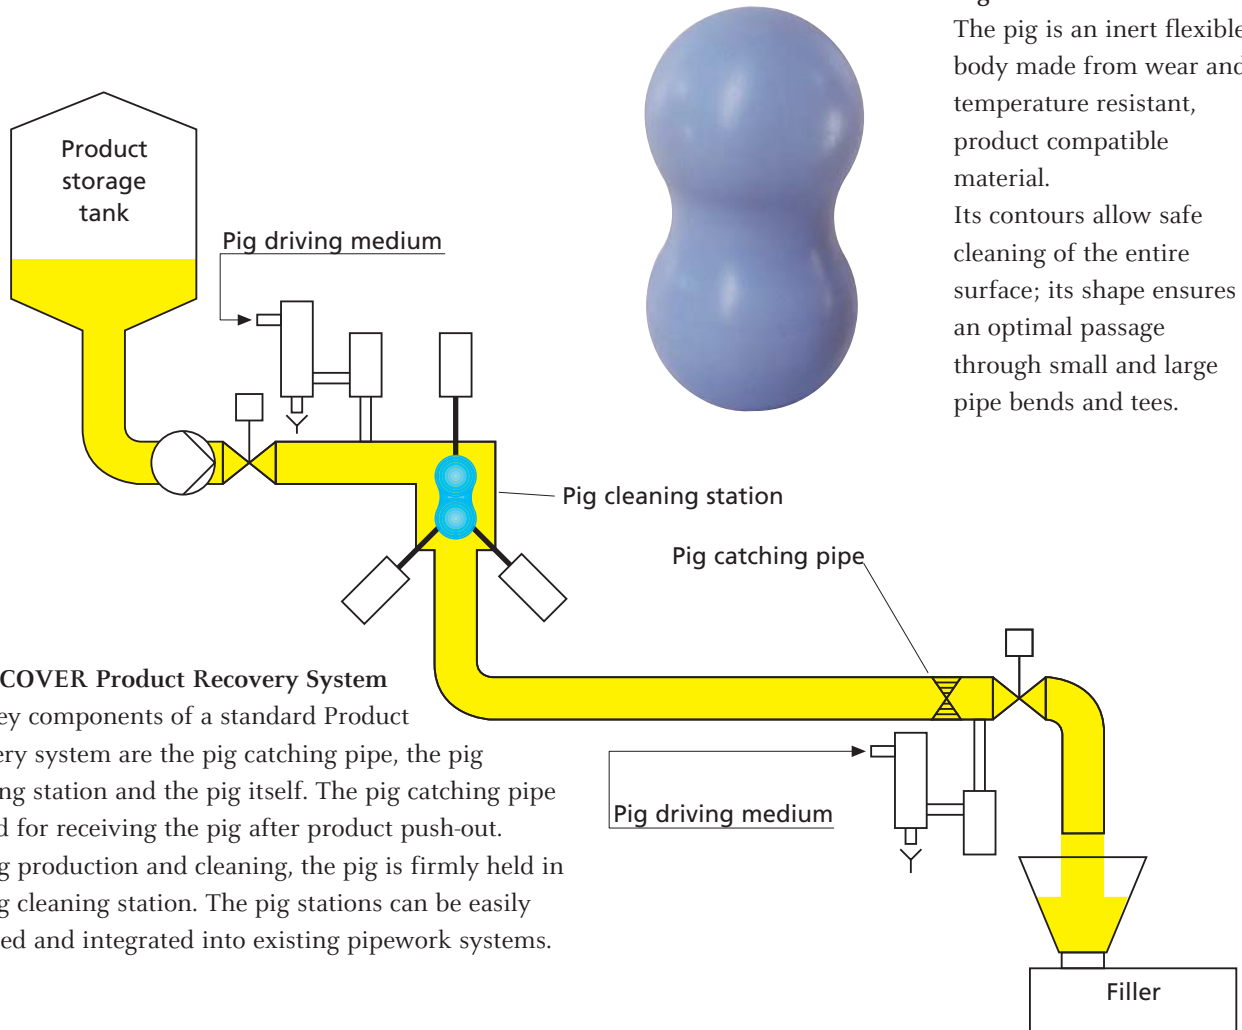 The pig is an inert flexible
body made from wear and
temperature resistant,
product compatible
material.
Its contours allow safe
cleaning of the entire
surface; its shape ensures
an optimal passage
through small and large
pipe bends and tees.
Product
storage
tank
Pig driving medium
Pig cleaning station
Pig catching pipe
Pig driving medium
Filler
COVER Product Recovery System
ey components of a standard Product
ery system are the pig catching pipe, the pig
ng station and the pig itself. The pig catching pipe
d for receiving the pig after product push-out.
g production and cleaning, the pig is firmly held in
g cleaning station. The pig stations can be easily
ed and integrated into existing pipework systems.